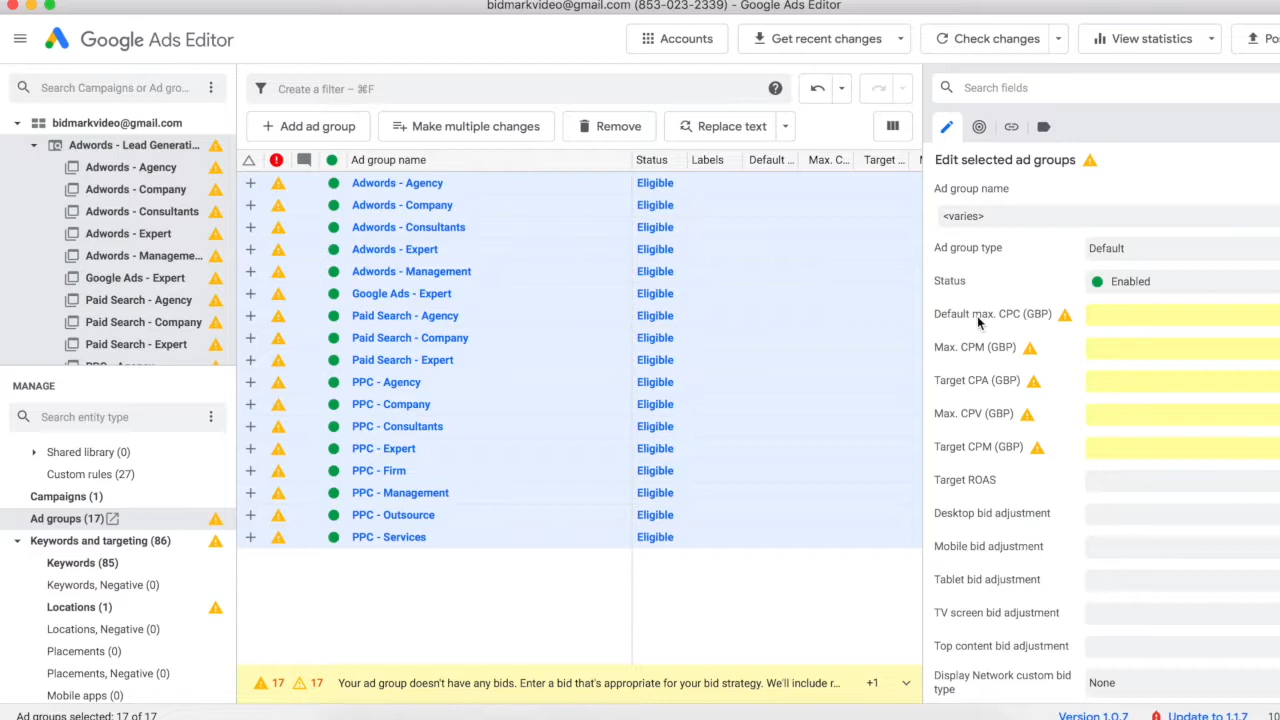 bidmarkvideo@gmail.com (853-023-2339) - Google Ads Editor
Google Ads Editor
Accounts
Get recent changes
Check changes
View statistics
Search Campaigns or Ad gro...
Create a filter – ⌘F
Search fields
bidmarkvideo@gmail.com
Adwords - Lead Generati...
Adwords - Agency
Adwords - Company
Adwords - Consultants
Adwords - Expert
Adwords - Manageme...
Google Ads - Expert
Paid Search - Agency
Paid Search - Company
Paid Search - Expert
MANAGE
Search entity type
Shared library (0)
Custom rules (27)
Campaigns (1)
Ad groups (17)
Keywords and targeting (86)
Keywords (85)
Keywords, Negative (0)
Locations (1)
Locations, Negative (0)
Placements (0)
Placements, Negative (0)
Mobile apps (0)
Ad groups selected: 17 of 17
Add ad group
Make multiple changes
Remove
Replace text
Ad group name Status Labels Default ... Max. C... Target ...
Adwords - Agency Eligible
Adwords - Company Eligible
Adwords - Consultants Eligible
Adwords - Expert Eligible
Adwords - Management Eligible
Google Ads - Expert Eligible
Paid Search - Agency Eligible
Paid Search - Company Eligible
Paid Search - Expert Eligible
PPC - Agency Eligible
PPC - Company Eligible
PPC - Consultants Eligible
PPC - Expert Eligible
PPC - Firm Eligible
PPC - Management Eligible
PPC - Outsource Eligible
PPC - Services Eligible
17 17 Your ad group doesn't have any bids. Enter a bid that's appropriate for your bid strategy. We'll include r... +1
Edit selected ad groups
Ad group name
<varies>
Ad group type Default
Status Enabled
Default max. CPC (GBP)
Max. CPM (GBP)
Target CPA (GBP)
Max. CPV (GBP)
Target CPM (GBP)
Target ROAS
Desktop bid adjustment
Mobile bid adjustment
Tablet bid adjustment
TV screen bid adjustment
Top content bid adjustment
Display Network custom bid type None
Version 1.0.7 Update to 1.1.7